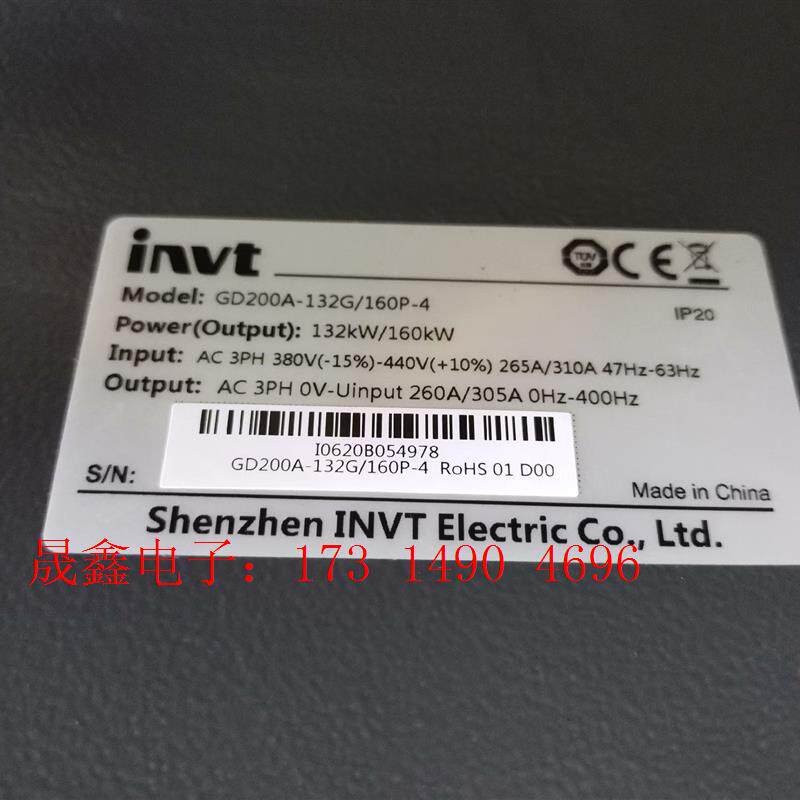 invt
TÜV CE
Model: GD200A-132G/160P-4
IP20
Power(Output): 132kW/160kW
Input: AC 3PH 380V(-15%)-440V(+10%) 265A/310A 47Hz-63Hz
Output: AC 3PH 0V-Uinput 260A/305A 0Hz-400Hz
I0620B054978
S/N: GD200A-132G/160P-4 RoHS 01 D00
Made in China
Shenzhen INVT Electric Co., Ltd.
晟鑫电子：173 1490 4696